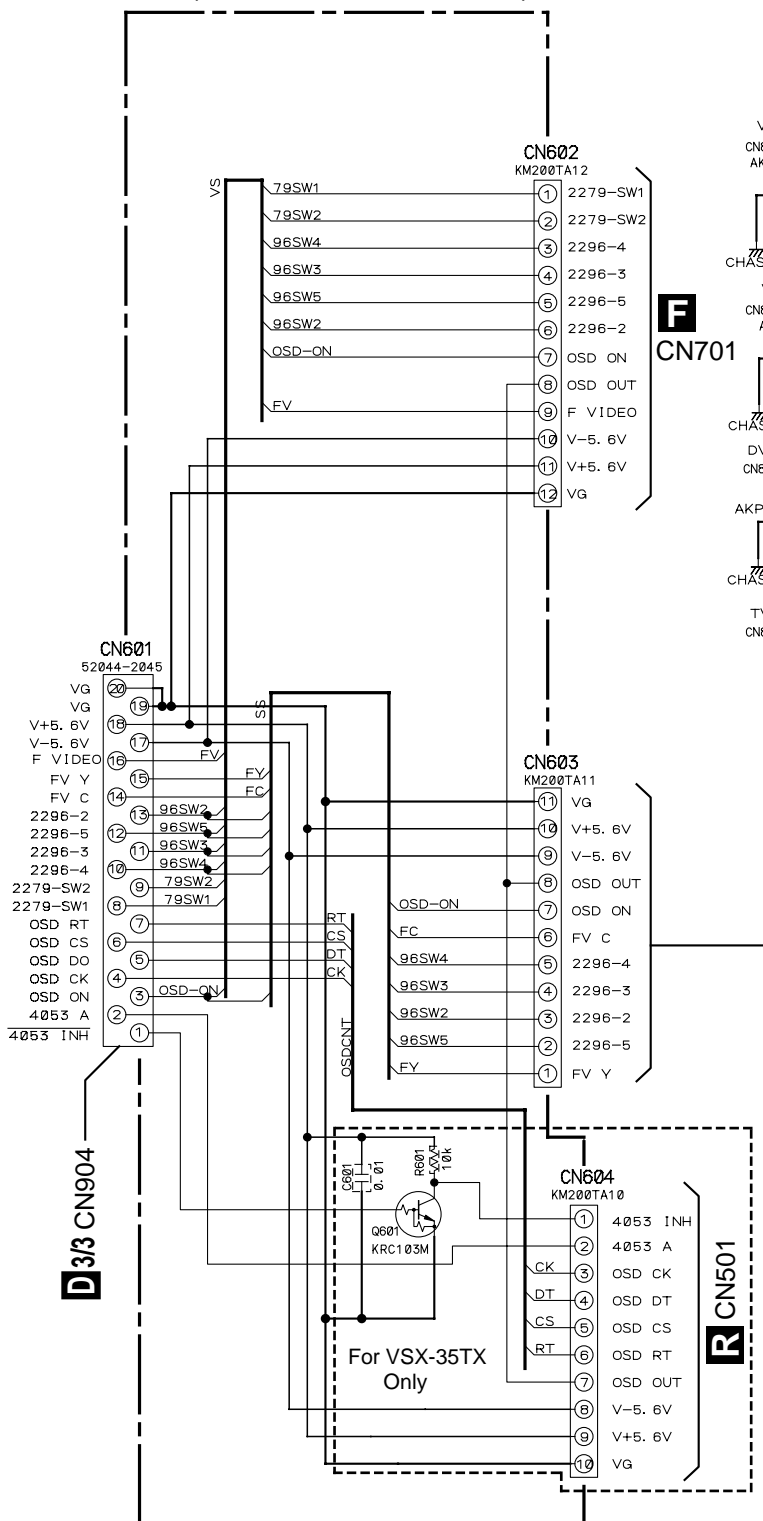 CN602
KM200TA12
VS
79SW1
79SW2
96SW4
96SW3
96SW5
96SW2
OSD-ON
FV
1 2279-SW1
2 2279-SW2
3 2296-4
4 2296-3
5 2296-5
6 2296-2
7 OSD ON
8 OSD OUT
9 F VIDEO
10 V-5.6V
11 V+5.6V
12 VG
F
CN701
CN601
52044-2045
VG 20
VG 19
V+5.6V 18
V-5.6V 17
F VIDEO 16 FV
FV Y 15 FY
FV C 14 FC
2296-2 13 96SW2
2296-5 12 96SW5
2296-3 11 96SW3
2296-4 10 96SW4
2279-SW2 9 79SW2
2279-SW1 8 79SW1
OSD RT 7 RT
OSD CS 6 CS
OSD DO 5 DT
OSD CK 4 CK
OSD ON 3 OSD-ON
4053 A 2
4053 INH 1
SS
OSDCNT
D 3/3 CN904
CN603
KM200TA11
11 VG
10 V+5.6V
9 V-5.6V
8 OSD OUT
OSD-ON 7 OSD ON
FC 6 FV C
96SW4 5 2296-4
96SW3 4 2296-3
96SW2 3 2296-2
96SW5 2 2296-5
FY 1 FV Y
C601
0.01
R601
10k
Q601
KRC103M
For VSX-35TX
Only
CN604
KM200TA10
1 4053 INH
2 4053 A
CK 3 OSD CK
DT 4 OSD DT
CS 5 OSD CS
RT 6 OSD RT
7 OSD OUT
8 V-5.6V
9 V+5.6V
10 VG
R CN501